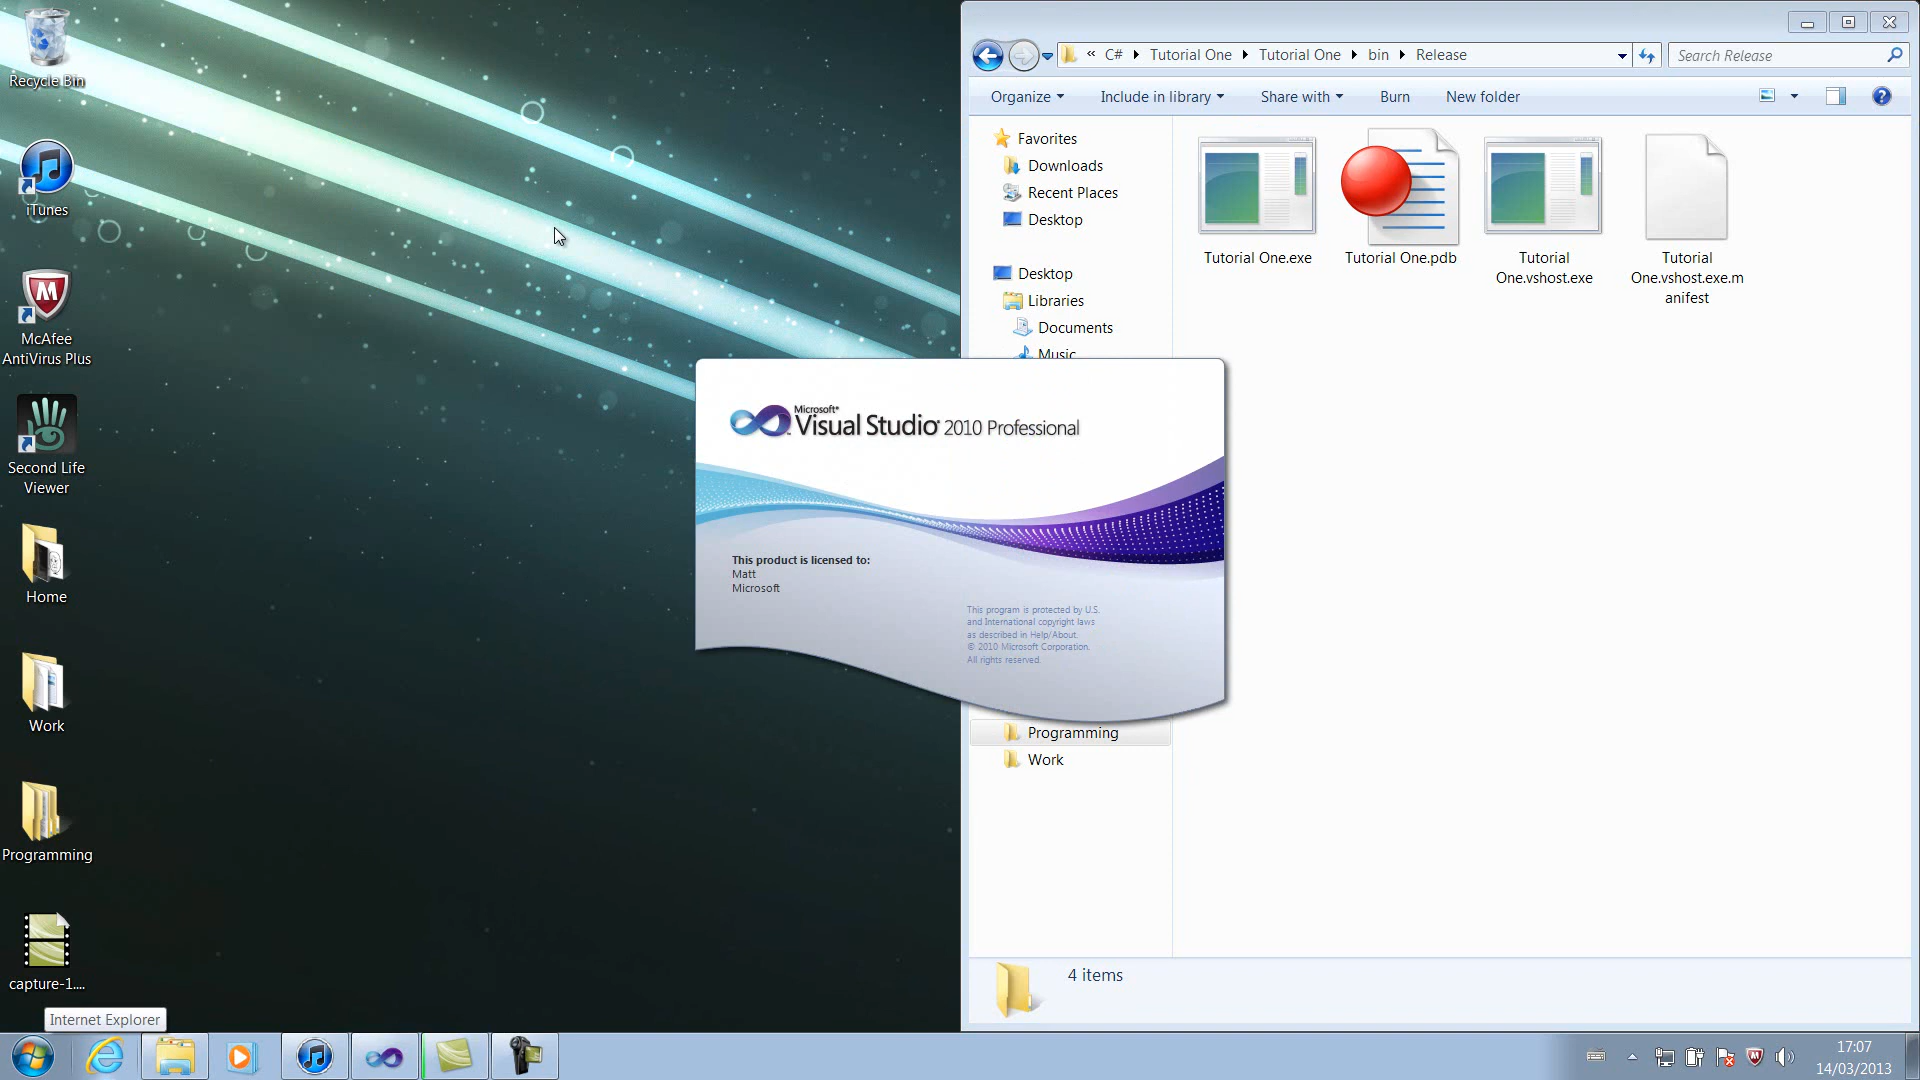 Recycle Bin
iTunes
McAfee
AntiVirus Plus
Second Life
Viewer
Home
Work
Programming
capture-1....
Internet Explorer
« C# Tutorial One Tutorial One bin Release
Search Release
Organize Include in library Share with Burn New folder
Favorites
Downloads
Recent Places
Desktop
Desktop
Libraries
Documents
Music
Programming
Work
Tutorial One.exe
Tutorial One.pdb
Tutorial
One.vshost.exe
Tutorial
One.vshost.exe.m
anifest
4 items
Microsoft®
Visual Studio® 2010 Professional
This product is licensed to:
Matt
Microsoft
This program is protected by U.S.
and International copyright laws
as described in Help/About.
© 2010 Microsoft Corporation.
All rights reserved.
17:07
14/03/2013